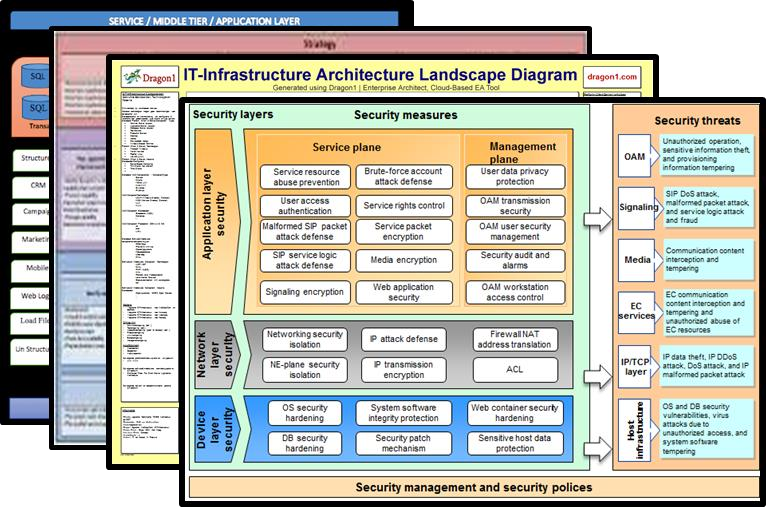 SERVICE / MIDDLE TIER / APPLICATION LAYER
SQL
SQL
Transa
Structure
CRM
Campai
Marketin
Mobile
Web Log
Load File
Un Structu
Strategy
Dragon1
IT-Infrastructure Architecture Landscape Diagram
Generated using Dragon1 | Enterprise Architect, Cloud-Based EA Tool
dragon1.com
Security layers
Security measures
Security threats
Application layer
security
Service plane
Management
plane
Service resource
abuse prevention
Brute-force account
attack defense
User data privacy
protection
User access
authentication
Service rights control
OAM transmission
security
Malformed SIP packet
attack defense
Service packet
encryption
OAM user security
management
SIP service logic
attack defense
Media encryption
Security audit and
alarms
Signaling encryption
Web application
security
OAM workstation
access control
Network
layer
security
Networking security
isolation
IP attack defense
Firewall NAT
address translation
NE-plane security
isolation
IP transmission
encryption
ACL
Device
layer
security
OS security
hardening
System software
integrity protection
Web container security
hardening
DB security
hardening
Security patch
mechanism
Sensitive host data
protection
OAM
Unauthorized operation,
sensitive information theft,
and provisioning
information tempering
Signaling
SIP DoS attack,
malformed packet attack,
and service logic attack
and fraud
Media
Communication content
interception and
tempering
EC
services
EC communication
content interception and
tempering and
unauthorized abuse of
EC resources
IP/TCP
layer
IP data theft, IP DDoS
attack, DoS attack, and IP
malformed packet attack
Host
infrastructure
OS and DB security
vulnerabilities, virus
attacks due to
unauthorized access, and
system software
tempering
Security management and security polices